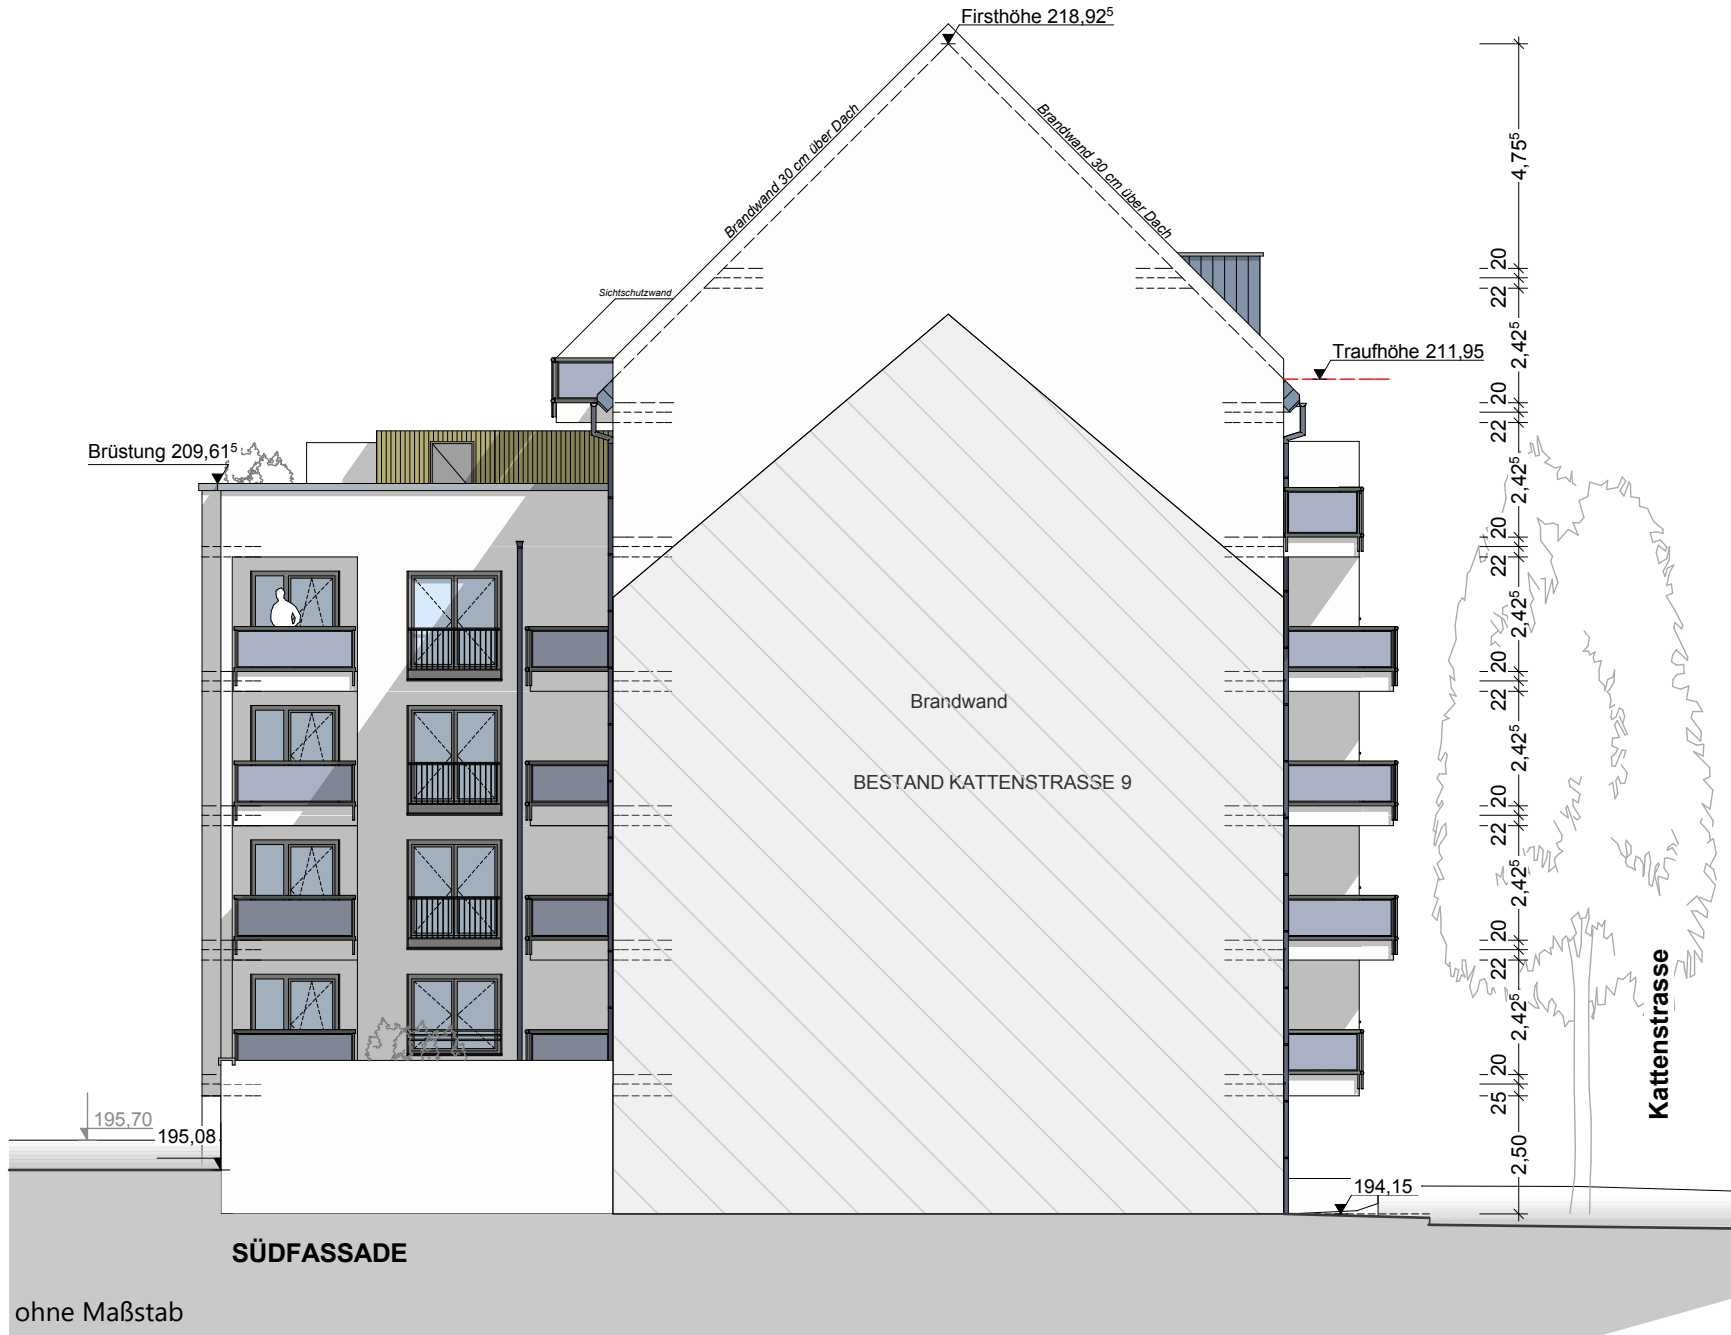 Firsthöhe 218,92⁵
Brandwand 30 cm über Dach
Brandwand 30 cm über Dach
4,75⁵
20
22
Sichtschutzwand
2,42⁵
Traufhöhe 211,95
20
22
Brüstung 209,61⁵
2,42⁵
20
22
2,42⁵
20
22
Brandwand
2,42⁵
BESTAND KATTENSTRASSE 9
20
22
2,42⁵
20
22
2,42⁵
Kattenstrasse
20
25
195,70
195,08
2,50
194,15
SÜDFASSADE
ohne Maßstab